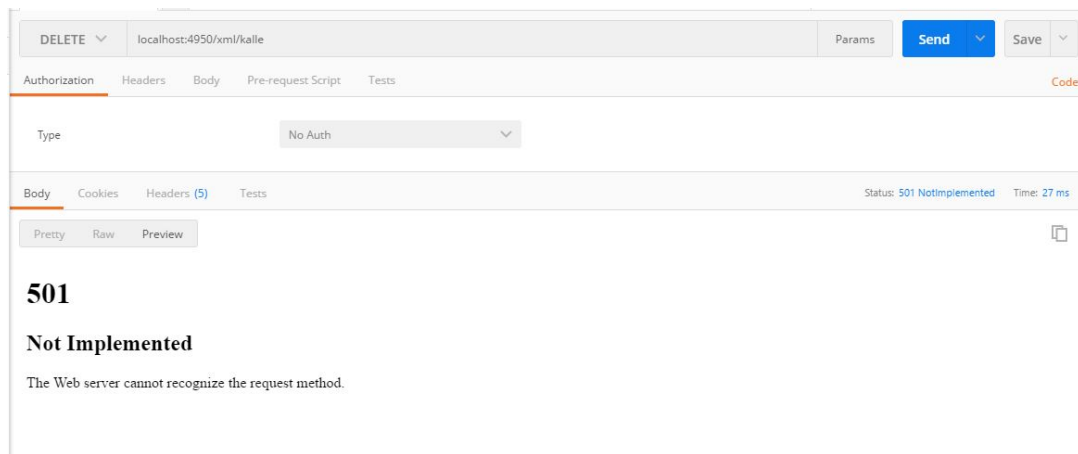 DELETE localhost:4950/xml/kalle Params Send Save
Authorization Headers Body Pre-request Script Tests Code
Type No Auth
Body Cookies Headers (5) Tests Status: 501 NotImplemented Time: 27 ms
Pretty Raw Preview
501
Not Implemented
The Web server cannot recognize the request method.